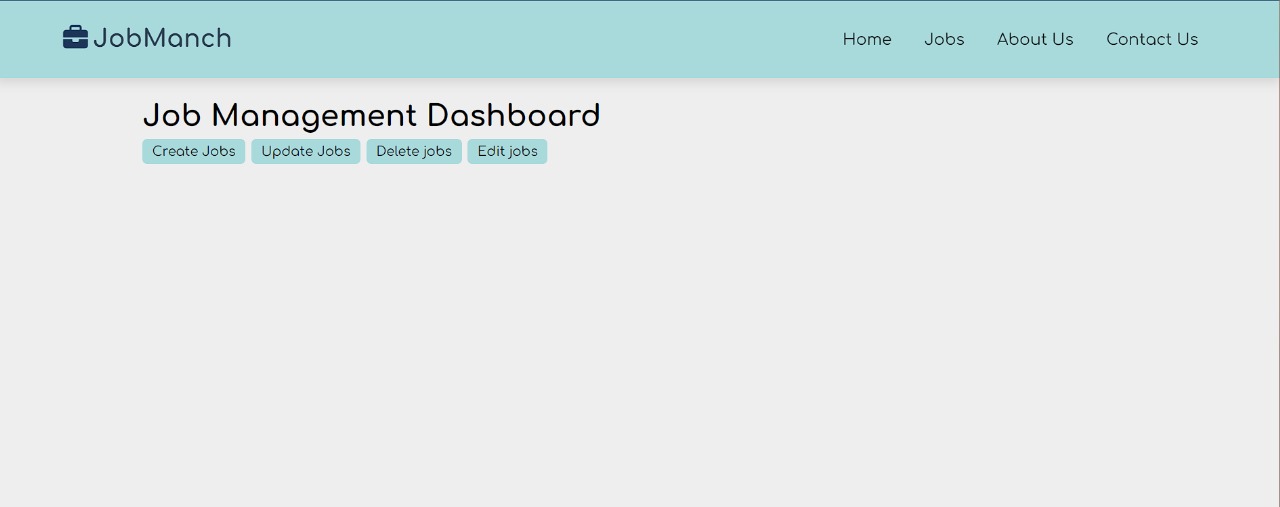 JobManch Home Jobs About Us Contact Us
Job Management Dashboard
Create Jobs Update Jobs Delete jobs Edit jobs